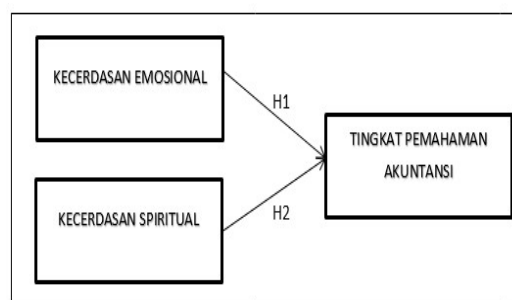 KECERDASAN EMOSIONAL
H1
TINGKAT PEMAHAMAN
AKUNTANSI
KECERDASAN SPIRITUAL
H2